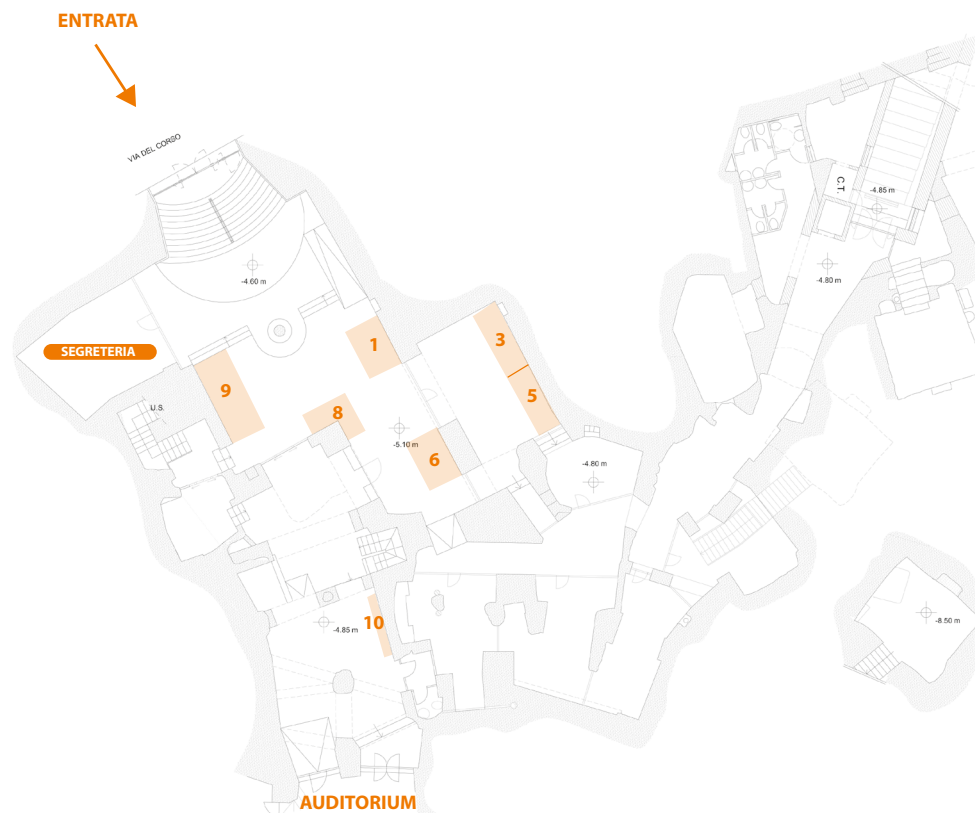 ENTRATA
VIA DEL CORSO
C.T.
-4.85 m
-4.60 m
-4.80 m
1
3
SEGRETERIA
9
5
U.S.
8
-5.10 m
6
-4.80 m
10
-4.85 m
-8.50 m
AUDITORIUM